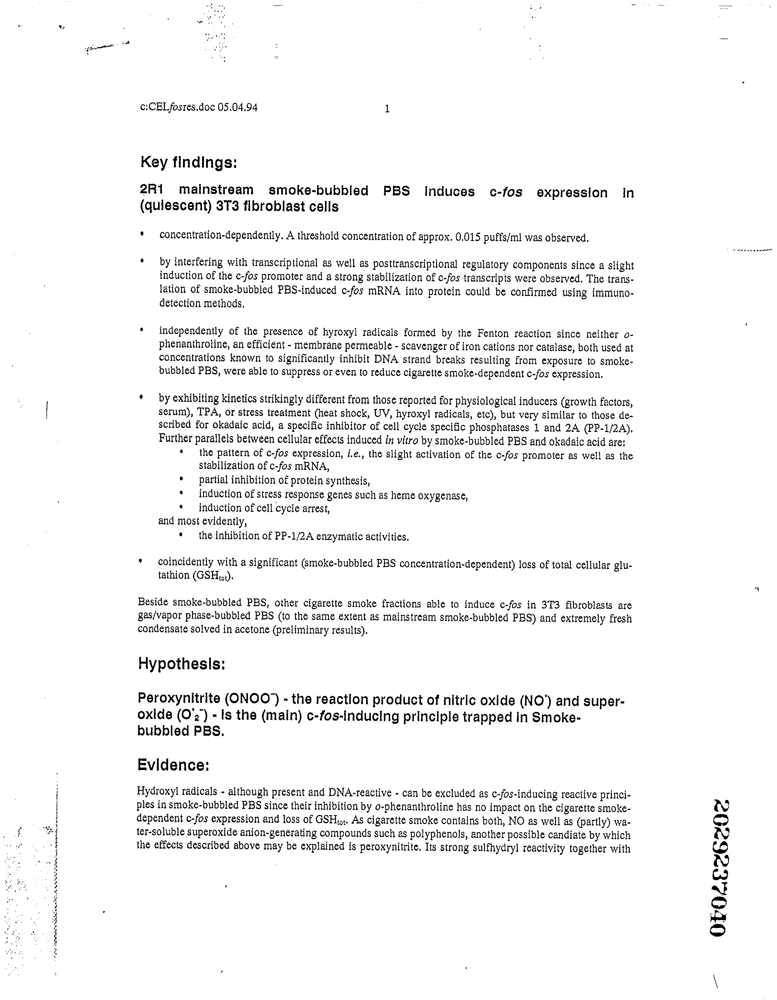 c:CELfosres.doc 05.04.94
1
Key findings:
2R1 mainstream smoke-bubbled PBS induces c-fos expression in
(quiescent) 3T3 fibroblast cells
• concentration-dependently. A threshold concentration of approx. 0.015 puffs/ml was observed.
• by interfering with transcriptional as well as posttranscriptional regulatory components since a slight
induction of the c-fos promoter and a strong stabilization of c-fos transcripts were observed. The trans-
lation of smoke-bubbled PBS-induced c-fos mRNA into protein could be confirmed using immuno-
detection methods.
• independently of the presence of hyroxyl radicals formed by the Fenton reaction since neither o-
phenanthroline, an efficient - membrane permeable - scavenger of iron cations nor catalase, both used at
concentrations known to significantly inhibit DNA strand breaks resulting from exposure to smoke-
bubbled PBS, were able to suppress or even to reduce cigarette smoke-dependent c-fos expression.
• by exhibiting kinetics strikingly different from those reported for physiological inducers (growth factors,
serum), TPA, or stress treatment (heat shock, UV, hyroxyl radicals, etc), but very similar to those de-
scribed for okadaic acid, a specific inhibitor of cell cycle specific phosphatases 1 and 2A (PP-1/2A).
Further parallels between cellular effects induced in vitro by smoke-bubbled PBS and okadaic acid are:
• the pattern of c-fos expression, i.e., the slight activation of the c-fos promoter as well as the
stabilization of c-fos mRNA,
• partial inhibition of protein synthesis,
• induction of stress response genes such as heme oxygenase,
• induction of cell cycle arrest,
and most evidently,
• the inhibition of PP-1/2A enzymatic activities.
• coincidently with a significant (smoke-bubbled PBS concentration-dependent) loss of total cellular glu-
tathion (GSHtot).
Beside smoke-bubbled PBS, other cigarette smoke fractions able to induce c-fos in 3T3 fibroblasts are
gas/vapor phase-bubbled PBS (to the same extent as mainstream smoke-bubbled PBS) and extremely fresh
condensate solved in acetone (preliminary results).
Hypothesis:
Peroxynitrite (ONOO⁻) - the reaction product of nitric oxide (NO˙) and super-
oxide (O˙₂⁻) - is the (main) c-fos-inducing principle trapped in Smoke-
bubbled PBS.
Evidence:
Hydroxyl radicals - although present and DNA-reactive - can be excluded as c-fos-inducing reactive princi-
ples in smoke-bubbled PBS since their inhibition by o-phenanthroline has no impact on the cigarette smoke-
dependent c-fos expression and loss of GSHtot. As cigarette smoke contains both, NO as well as (partly) wa-
ter-soluble superoxide anion-generating compounds such as polyphenols, another possible candiate by which
the effects described above may be explained is peroxynitrite. Its strong sulfhydryl reactivity together with
2029237040